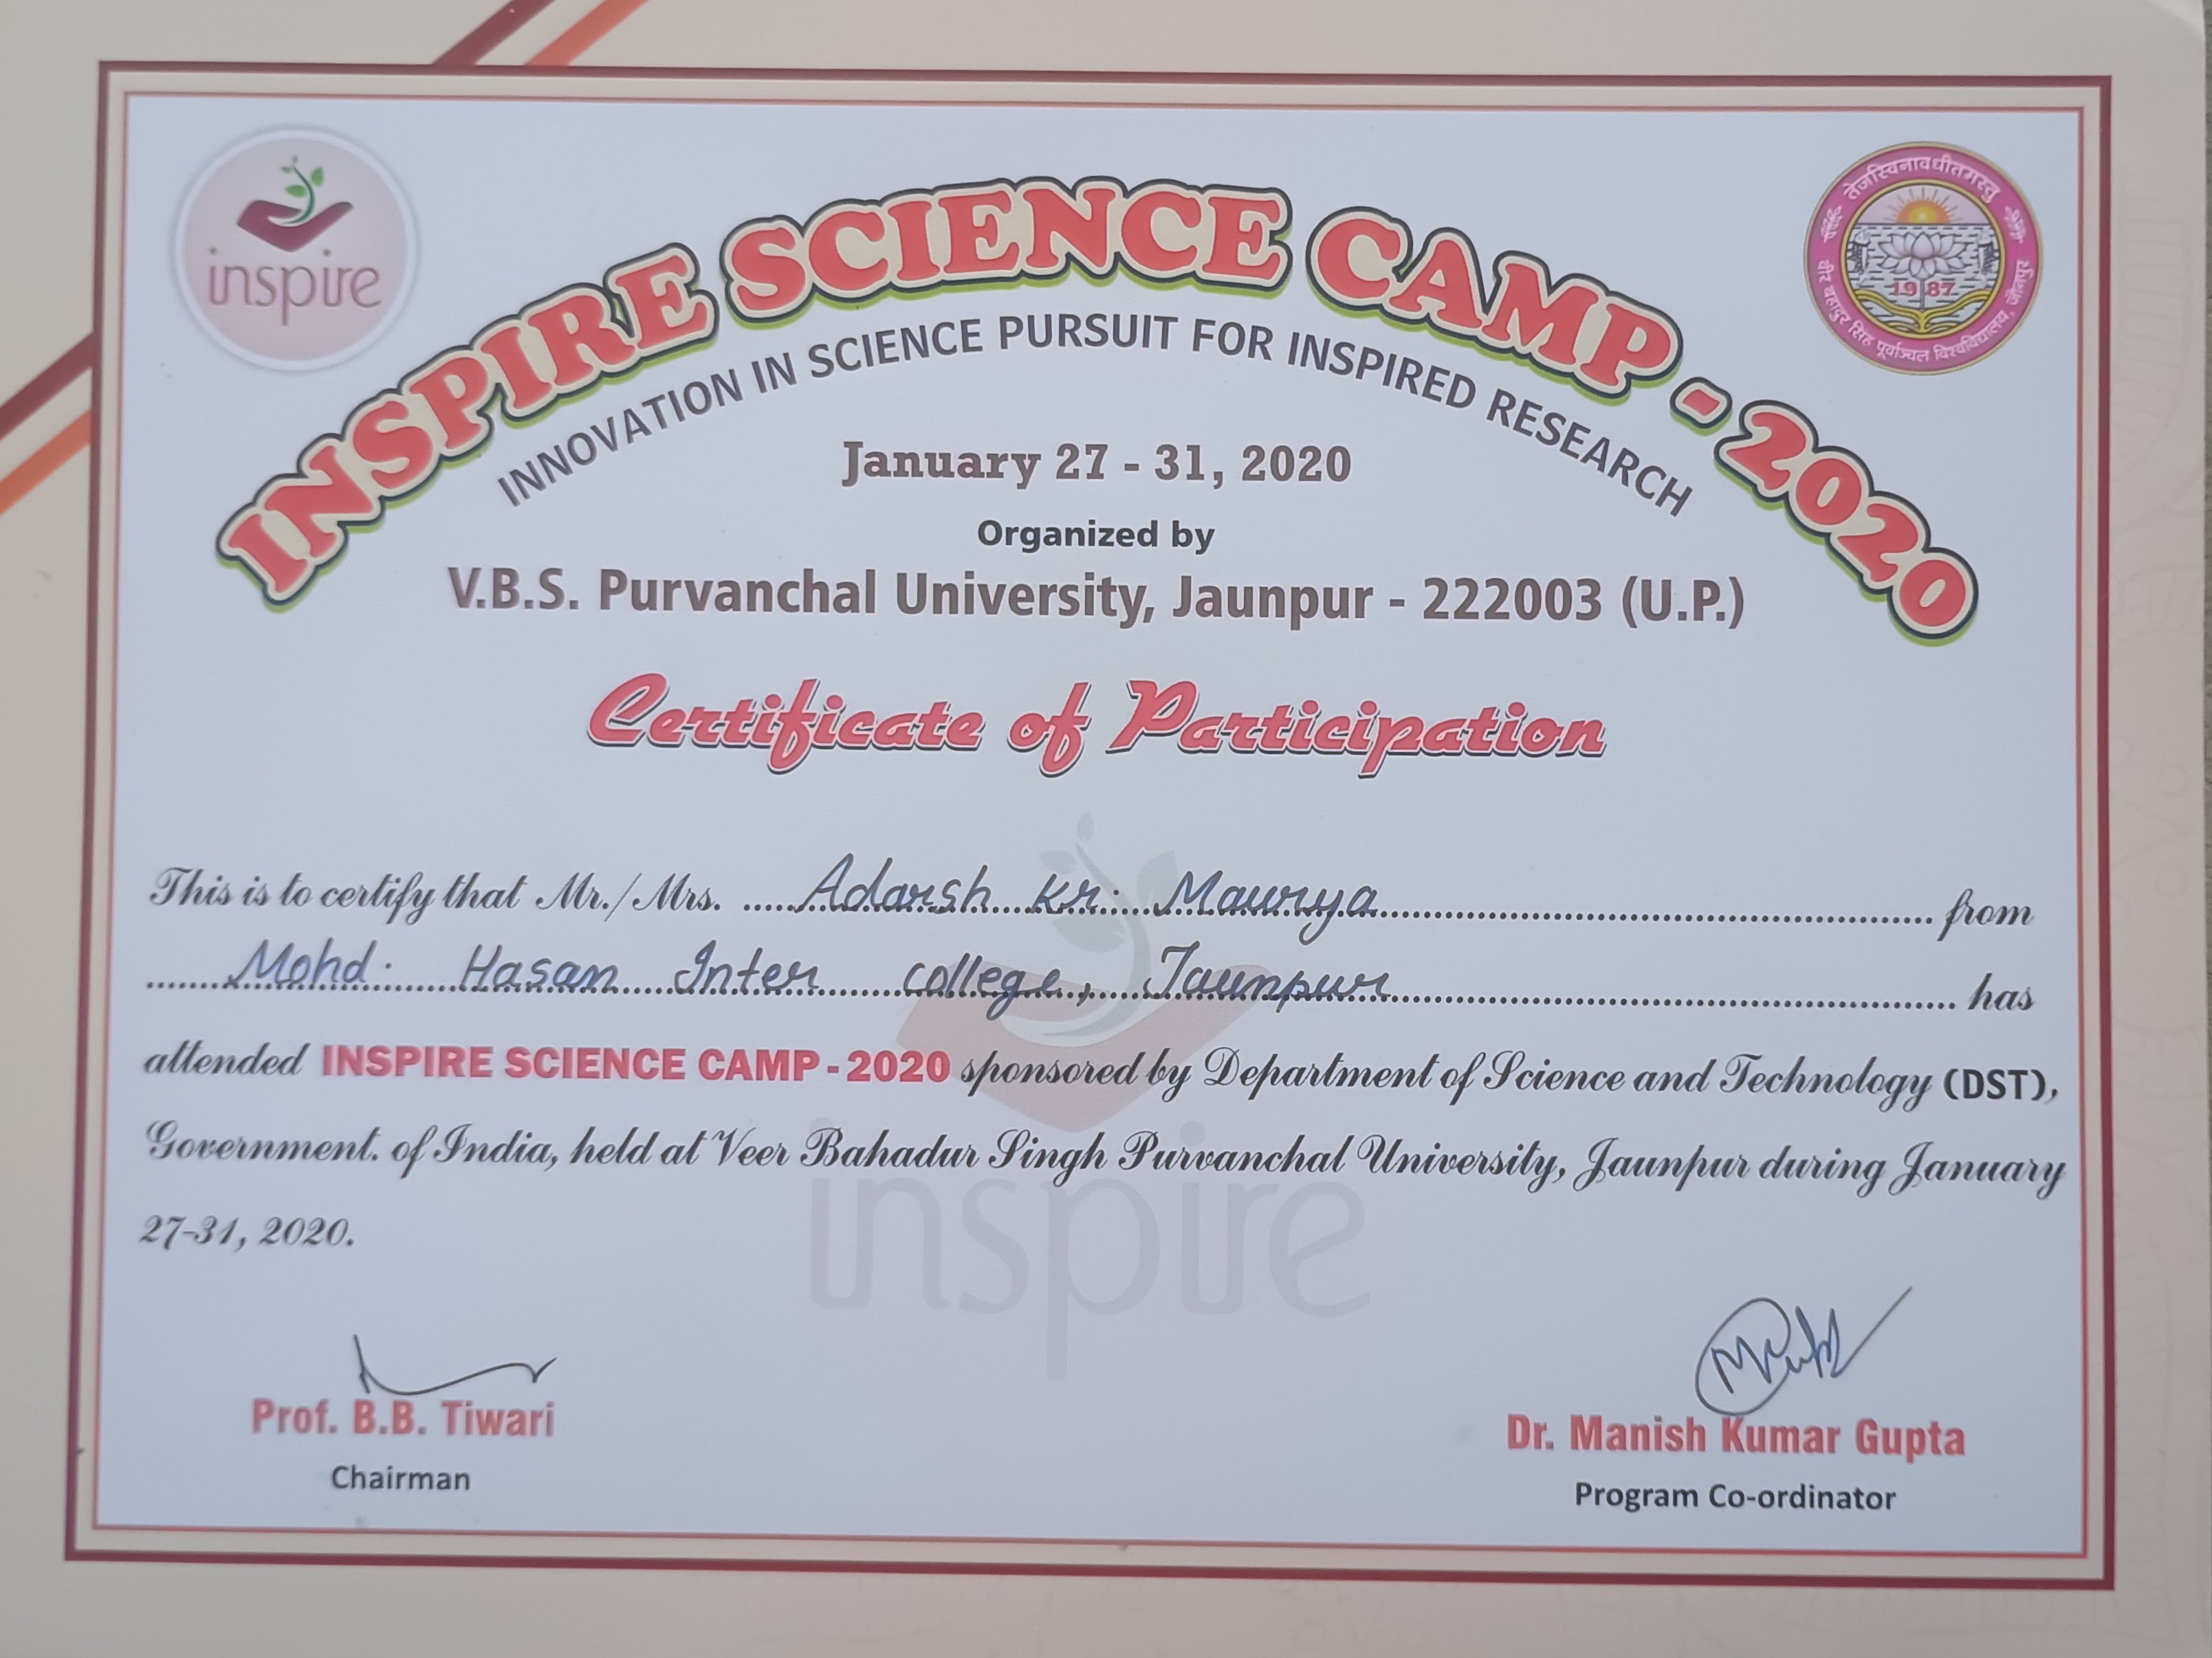 inspire
तेजस्विनावधीतमस्तु
1987
वीर बहादुर सिंह पूर्वाञ्चल विश्वविद्यालय, जौनपुर
INSPIRE SCIENCE CAMP - 2020
INNOVATION IN SCIENCE PURSUIT FOR INSPIRED RESEARCH
January 27 - 31, 2020
Organized by
V.B.S. Purvanchal University, Jaunpur - 222003 (U.P.)
Certificate of Participation
This is to certify that Mr./Mrs. Adarsh Kr. Maurya from
Mohd. Hasan Inter college, Jaunpur has
attended INSPIRE SCIENCE CAMP - 2020 sponsored by Department of Science and Technology (DST),
Government. of India, held at Veer Bahadur Singh Purvanchal University, Jaunpur during January
27-31, 2020.
inspire
Prof. B.B. Tiwari
Chairman
Dr. Manish Kumar Gupta
Program Co-ordinator